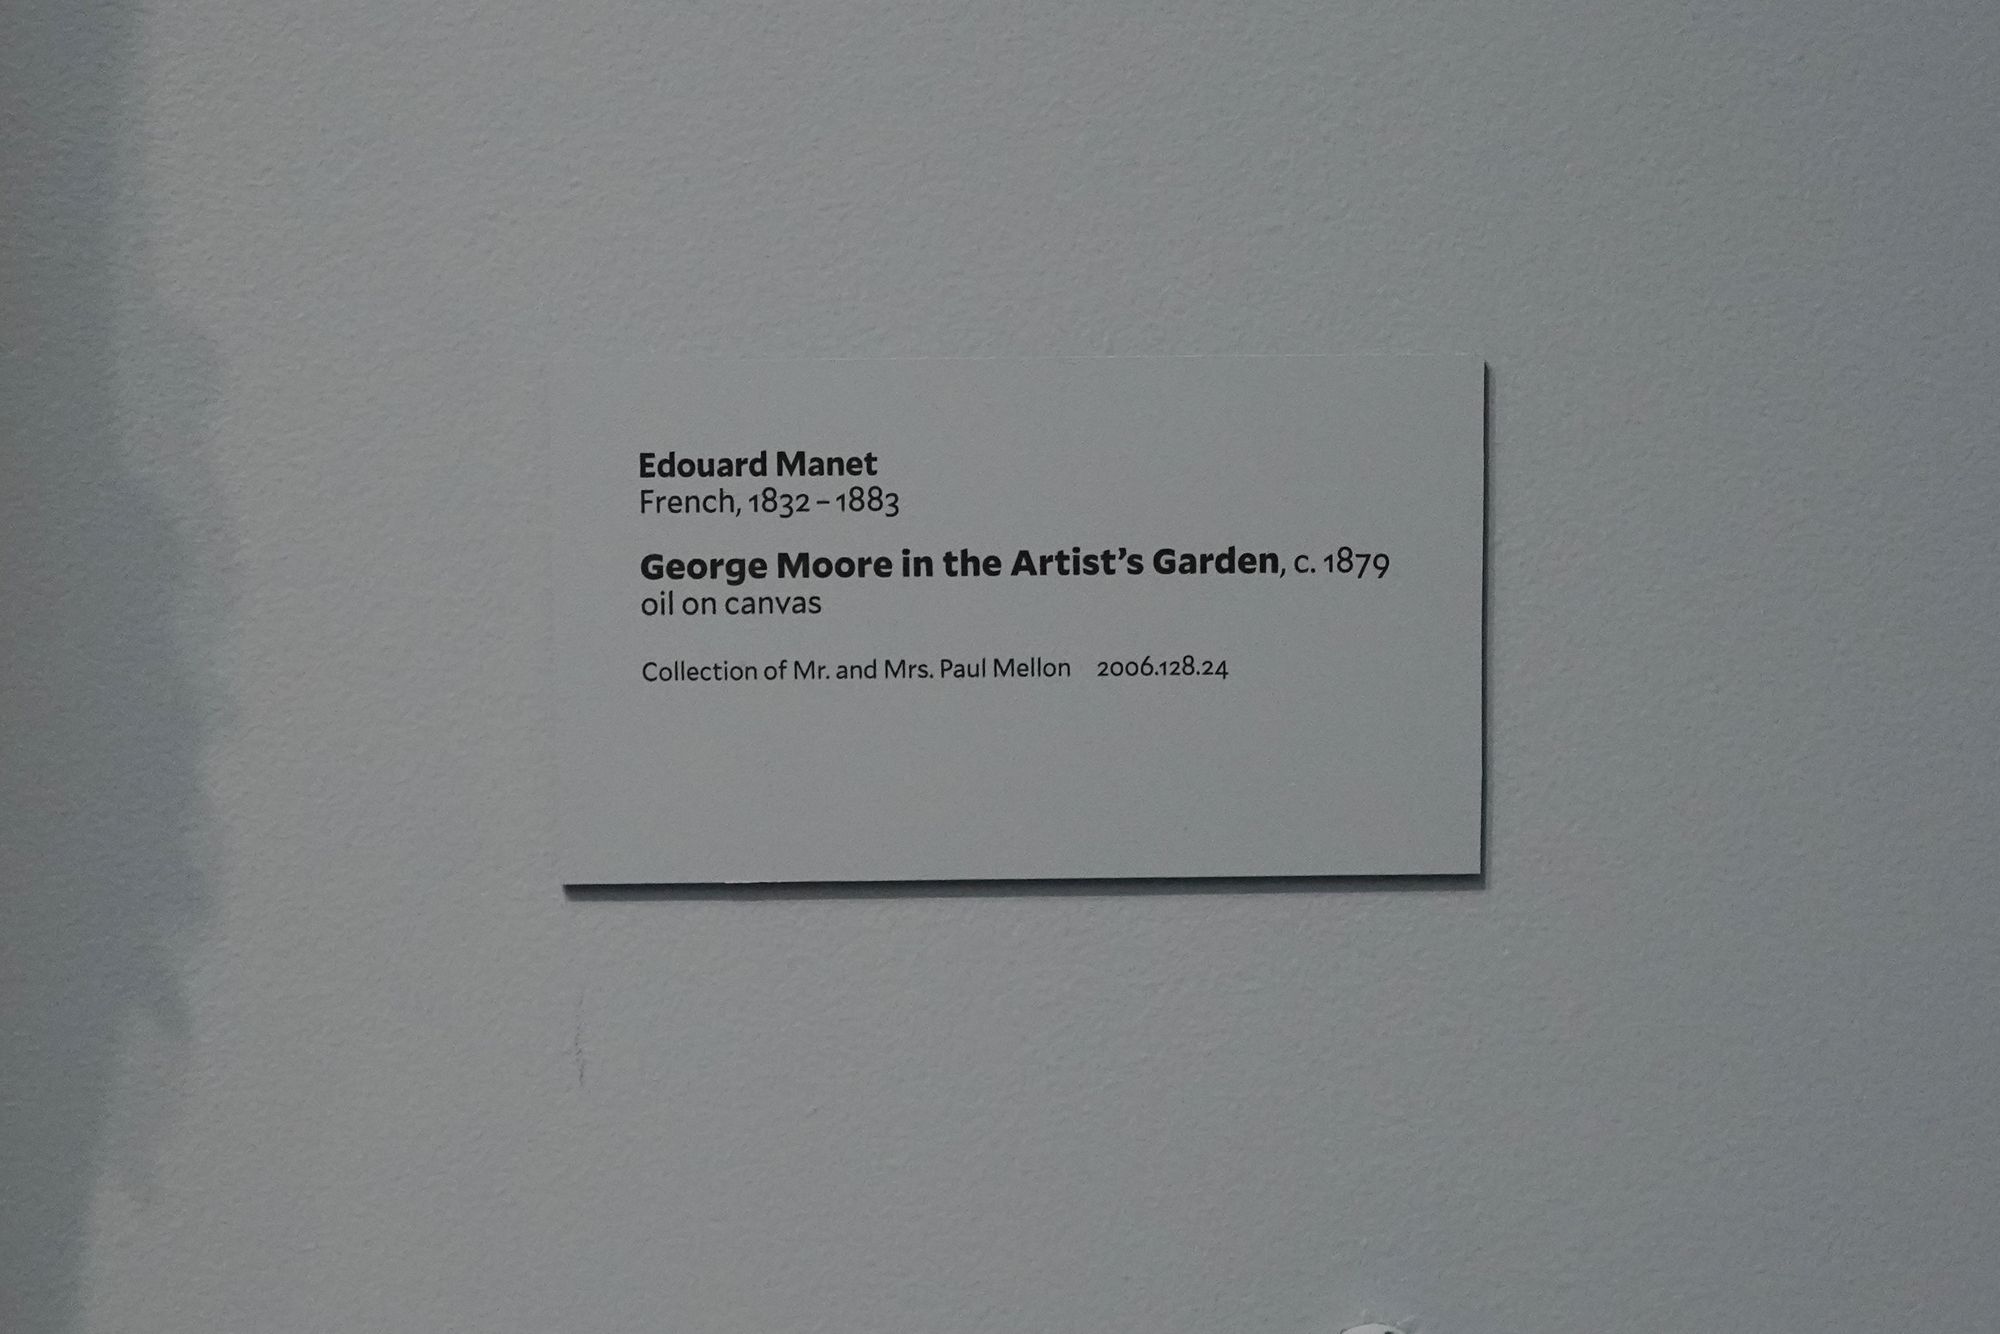 Edouard Manet
French, 1832–1883
George Moore in the Artist’s Garden, c. 1879
oil on canvas
Collection of Mr. and Mrs. Paul Mellon 2006.128.24